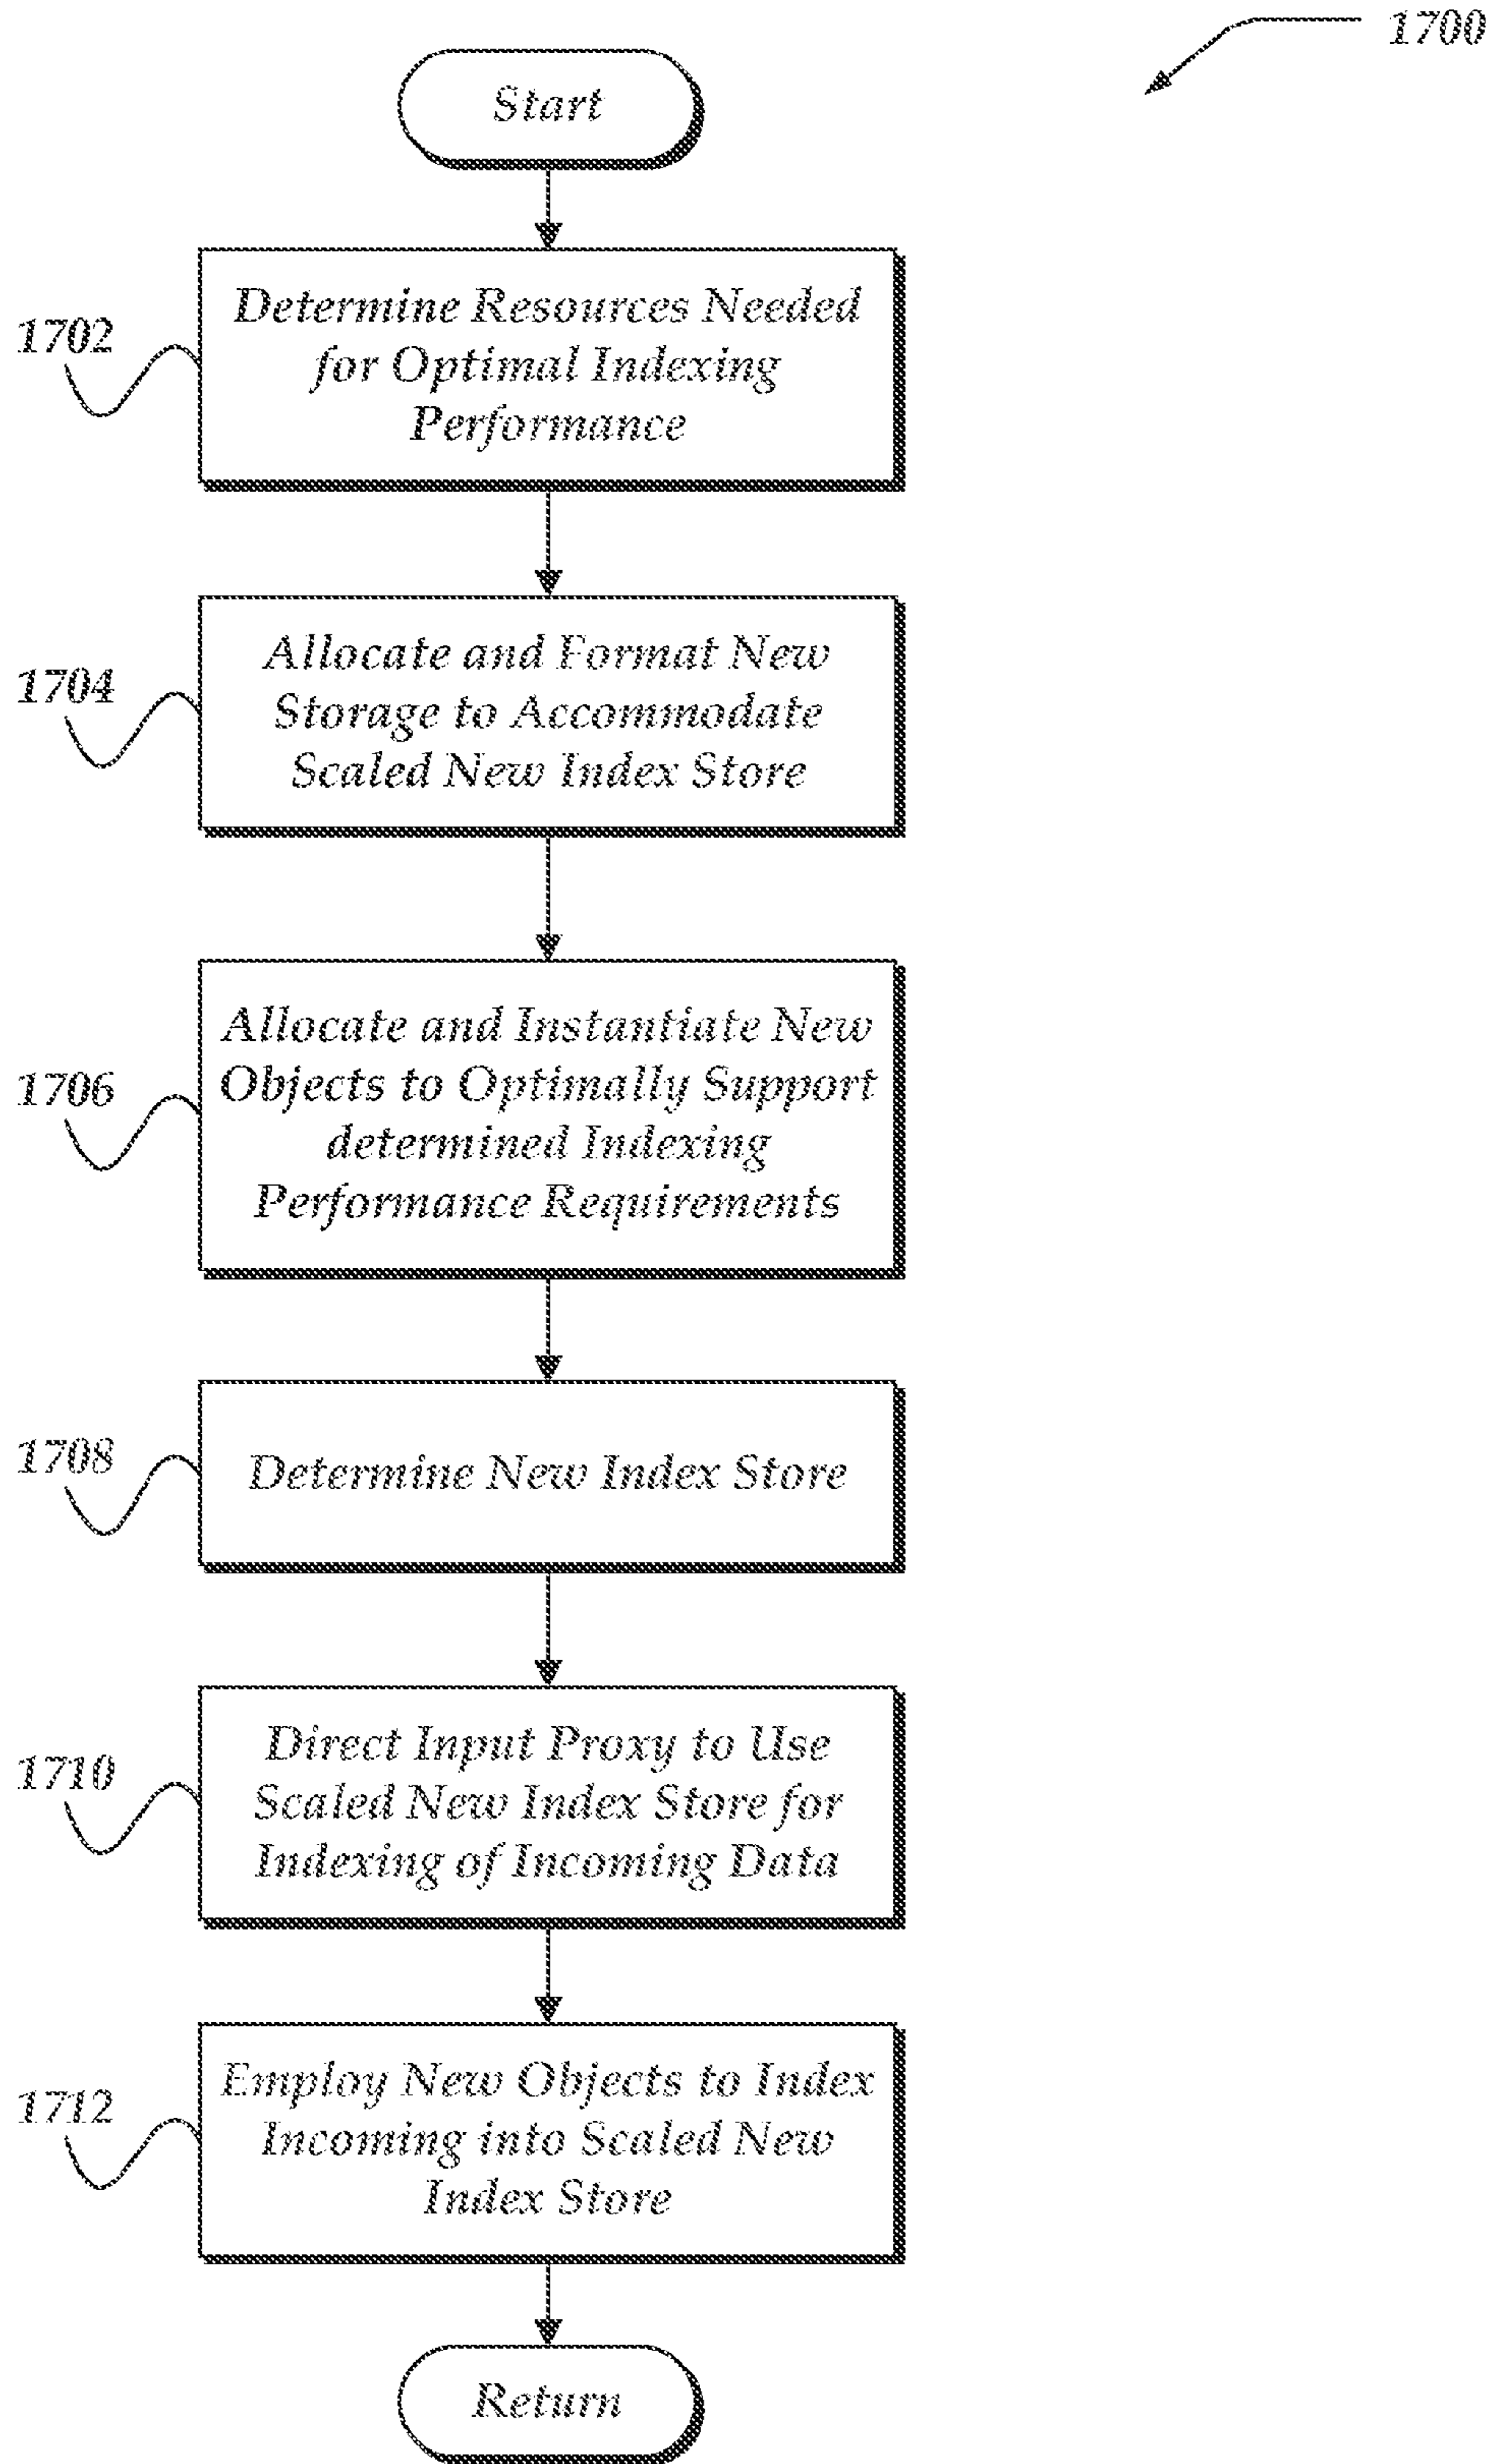 1700
Start
1702
Determine Resources Needed
for Optimal Indexing
Performance
1704
Allocate and Format New
Storage to Accommodate
Scaled New Index Store
1706
Allocate and Instantiate New
Objects to Optimally Support
determined Indexing
Performance Requirements
1708
Determine New Index Store
1710
Direct Input Proxy to Use
Scaled New Index Store for
Indexing of Incoming Data
1712
Employ New Objects to Index
Incoming into Scaled New
Index Store
Return